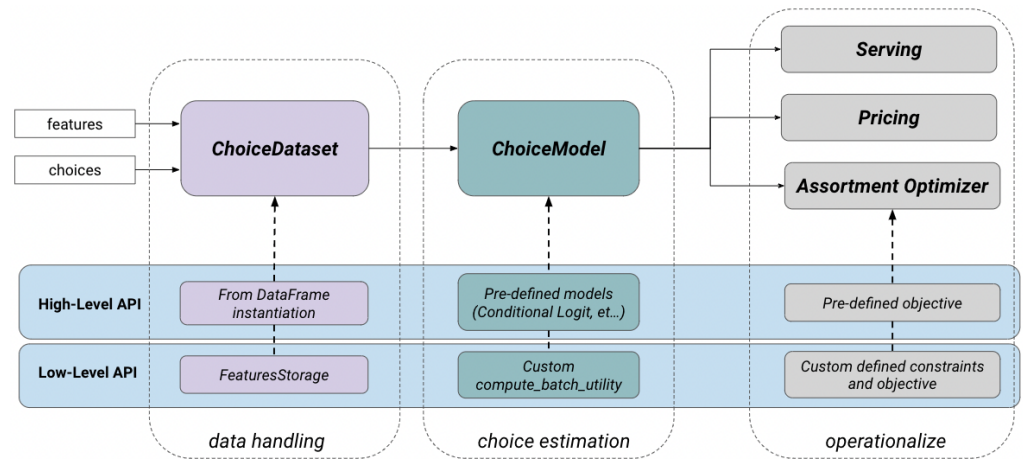 Serving
features
choices
ChoiceDataset
ChoiceModel
Pricing
Assortment Optimizer
High-Level API
From DataFrame
instantiation
Pre-defined models
(Conditional Logit, et...)
Pre-defined objective
Low-Level API
FeaturesStorage
Custom
compute_batch_utility
Custom defined constraints
and objective
data handling
choice estimation
operationalize